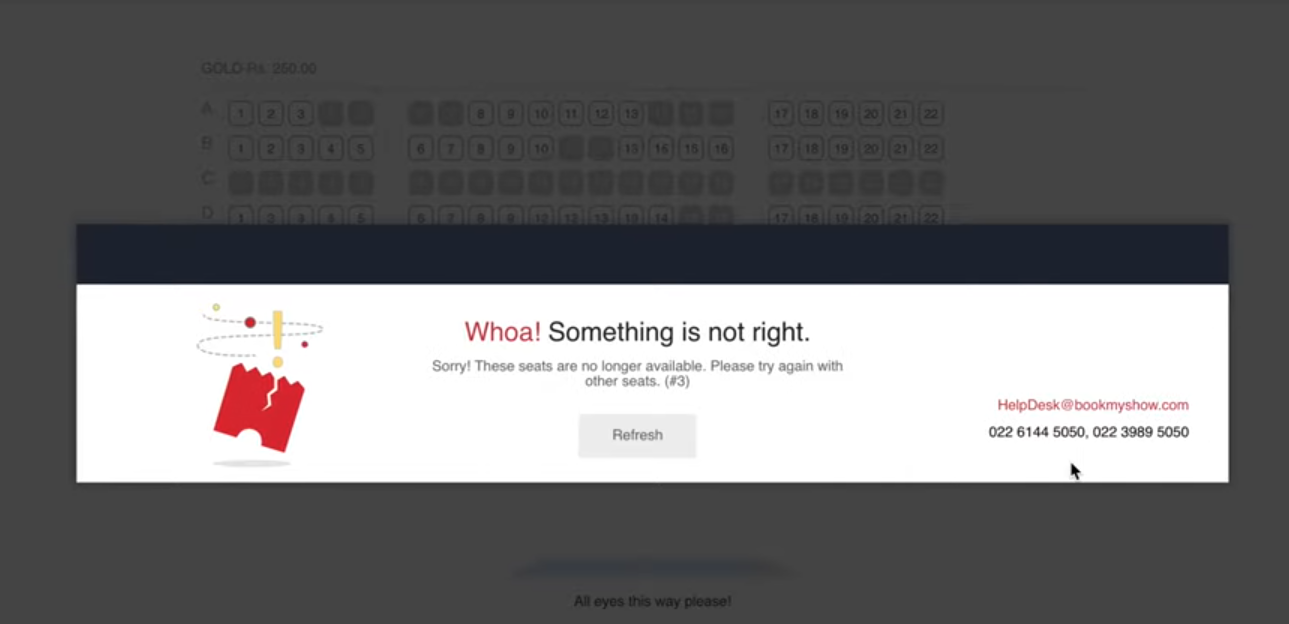 GOLD-Rs. 250.00
A 1 2 3 8 9 10 11 12 13 17 18 19 20 21 22
B 1 2 3 4 5 6 7 8 9 10 15 16 15 16 17 18 19 20 21 22
C
D 1 2 3 4 5 6 7 8 9 10 12 13 13 14 17 18 19 20 21 22
Whoa! Something is not right.
Sorry! These seats are no longer available. Please try again with
other seats. (#3)
Refresh
HelpDesk@bookmyshow.com
022 6144 5050, 022 3989 5050
All eyes this way please!